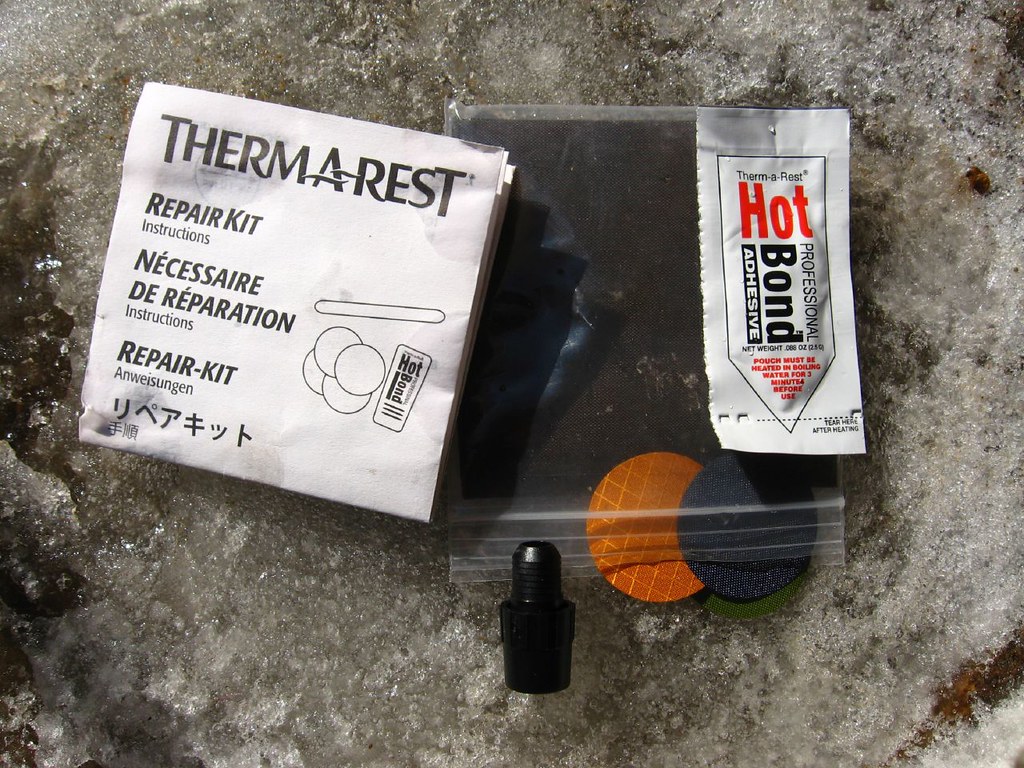 THERM-A-REST®
REPAIR KIT
Instructions
NÉCESSAIRE
DE RÉPARATION
Instructions
REPAIR-KIT
Anweisungen
リペアキット
手順
Hot
Bond
Therm-a-Rest®
Hot
Bond
ADHESIVE
PROFESSIONAL
NET WEIGHT .088 OZ (2.5 G)
POUCH MUST BE
HEATED IN BOILING
WATER FOR 3
MINUTES
BEFORE
USE
TEAR HERE
AFTER HEATING